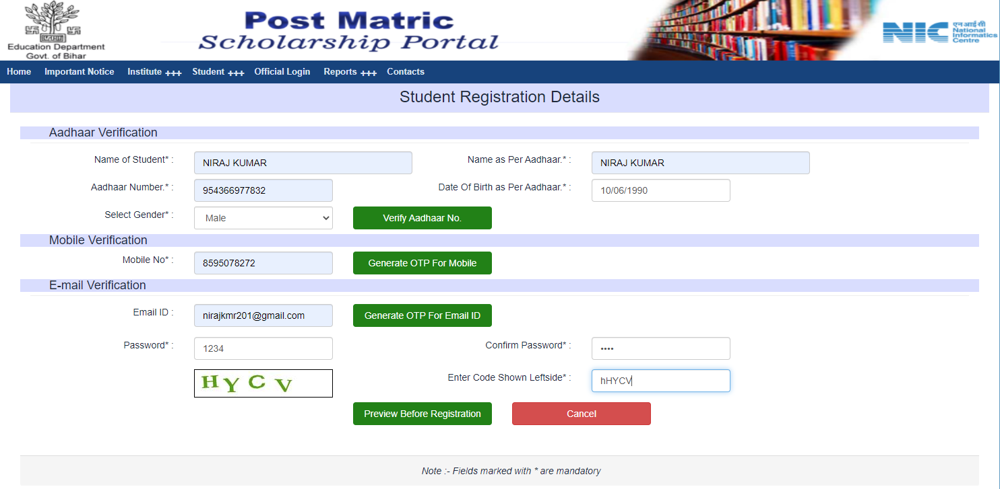 Education Department
Govt. of Bihar
Post Matric
Scholarship Portal
NIC एन आई सी
National
Informatics
Centre
Home Important Notice Institute +++ Student +++ Official Login Reports +++ Contacts
Student Registration Details
Aadhaar Verification
Name of Student* : NIRAJ KUMAR Name as Per Aadhaar.* : NIRAJ KUMAR
Aadhaar Number.* : 954366977832 Date Of Birth as Per Aadhaar.* : 10/06/1990
Select Gender* : Male Verify Aadhaar No.
Mobile Verification
Mobile No* : 8595078272 Generate OTP For Mobile
E-mail Verification
Email ID : nirajkmr201@gmail.com Generate OTP For Email ID
Password* : 1234 Confirm Password* : ••••
HYCV Enter Code Shown Leftside* : hHYCV
Preview Before Registration Cancel
Note :- Fields marked with * are mandatory